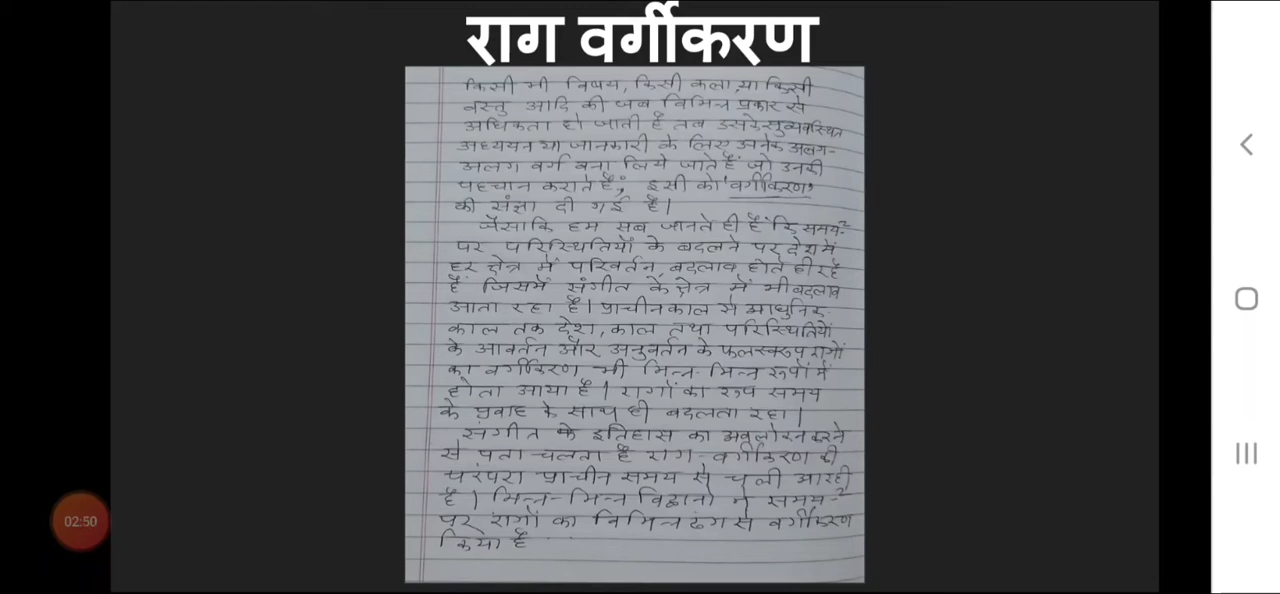 राग वर्गीकरण
किसी भी विषय, किसी कला, या किसी
वस्तु आदि की जब विभिन्न प्रकार से
अधिकता हो जाती है तब उसके सुव्यवस्थित
अध्ययन या जानकारी के लिए अनेक अलग-
अलग वर्ग बना लिये जाते हैं जो उनकी
पहचान कराते हैं; इसी को 'वर्गीकरण'
की संज्ञा दी गई है।
जैसाकि हम सब जानते ही हैं कि समय-2
पर परिस्थितियों के बदलने पर देश में
हर क्षेत्र में परिवर्तन, बदलाव होते ही रहे
हैं जिसमें संगीत के क्षेत्र में भी बदलाव
आता रहा है। प्राचीनकाल से आधुनिक
काल तक देश, काल तथा परिस्थितियों
के आवर्तन और अनुवर्तन के फलस्वरूप रागों
का वर्गीकरण भी भिन्न-भिन्न रूपों में
होता आया है। रागों का रूप समय
के प्रवाह के साथ ही बदलता रहा।
संगीत के इतिहास का अवलोकन करने
से पता चलता है राग-वर्गीकरण की
परंपरा प्राचीन समय से चली आ रही
है। भिन्न-भिन्न विद्वानों ने समय-2
पर रागों का विभिन्न ढंग से वर्गीकरण
किया है
02:50